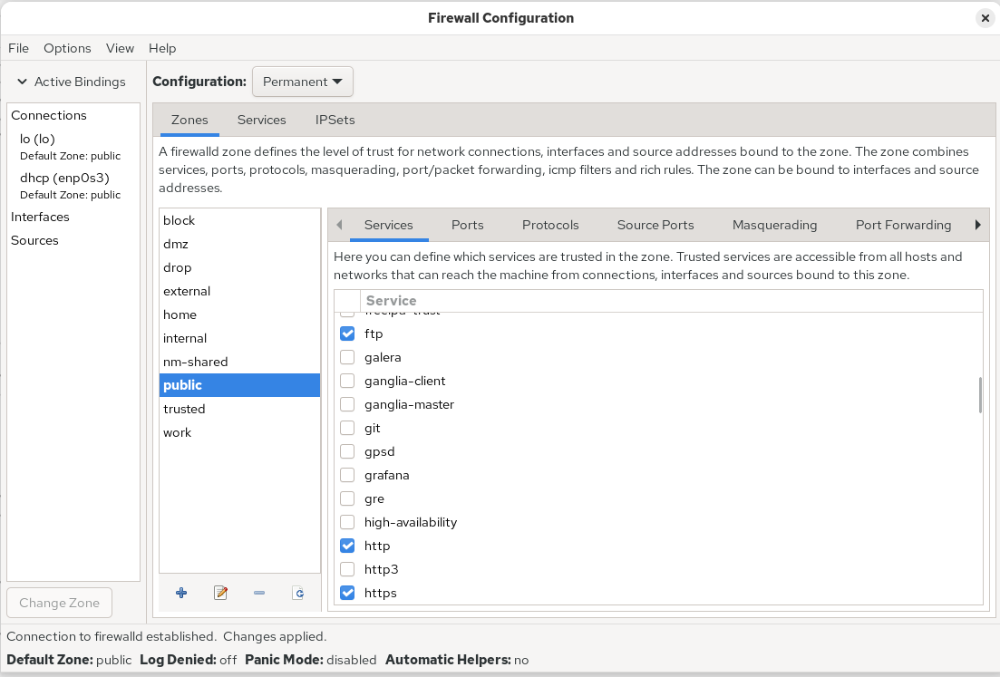 Firewall Configuration
File Options View Help
Active Bindings
Configuration: Permanent
Connections
lo (lo)
Default Zone: public
dhcp (enp0s3)
Default Zone: public
Interfaces
Sources
Change Zone
Zones Services IPSets
A firewalld zone defines the level of trust for network connections, interfaces and source addresses bound to the zone. The zone combines
services, ports, protocols, masquerading, port/packet forwarding, icmp filters and rich rules. The zone can be bound to interfaces and source
addresses.
block
dmz
drop
external
home
internal
nm-shared
public
trusted
work
Services Ports Protocols Source Ports Masquerading Port Forwarding
Here you can define which services are trusted in the zone. Trusted services are accessible from all hosts and
networks that can reach the machine from connections, interfaces and sources bound to this zone.
Service
freeipa-trust
ftp
galera
ganglia-client
ganglia-master
git
gpsd
grafana
gre
high-availability
http
http3
https
Connection to firewalld established. Changes applied.
Default Zone: public Log Denied: off Panic Mode: disabled Automatic Helpers: no